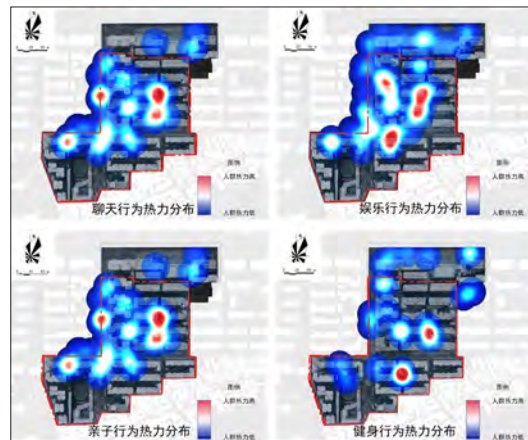 图例
人群热力高
人群热力低
聊天行为热力分布
图例
人群热力高
人群热力低
娱乐行为热力分布
图例
人群热力高
人群热力低
亲子行为热力分布
图例
人群热力高
人群热力低
健身行为热力分布